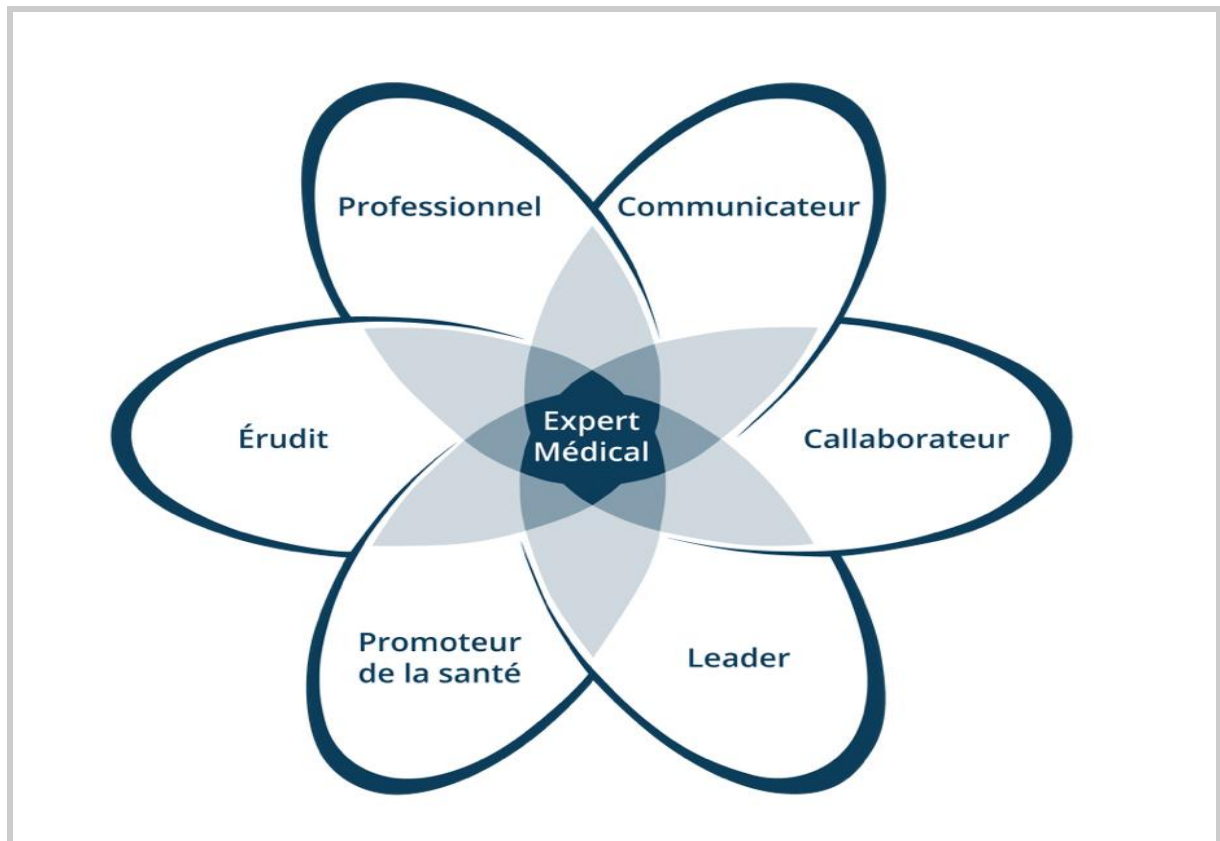 Professionnel
Communicateur
Érudit
Expert
Médical
Callaborateur
Promoteur
de la santé
Leader